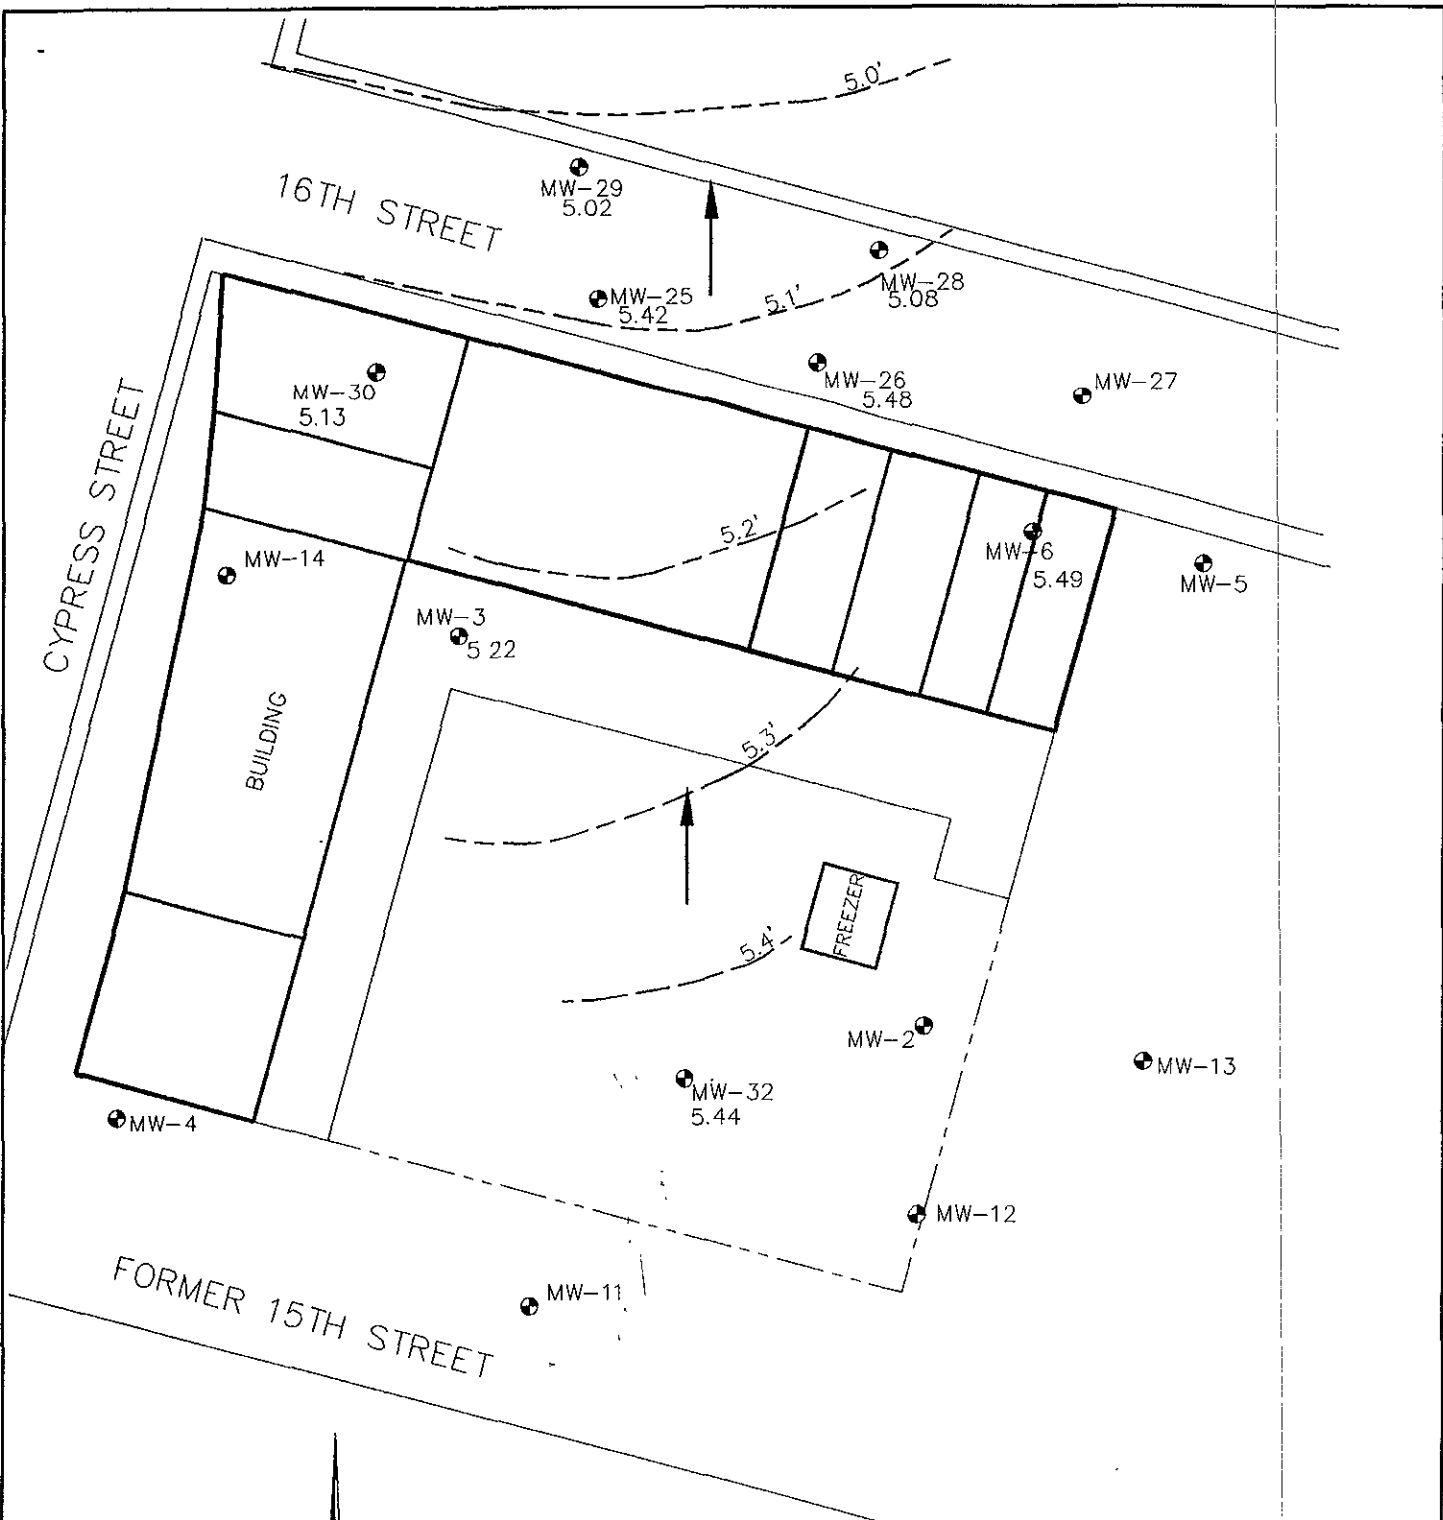 5.0'
MW-29
5.02
16TH STREET
MW-28
5.08
MW-25
5.42
5.1'
MW-30
5.13
MW-26
5.48
MW-27
CYPRESS STREET
5.2'
MW-6
5.49
MW-5
MW-14
MW-3
5 22
BUILDING
5.3'
FREEZER
5.4'
MW-2
MW-13
MW-32
5.44
MW-4
MW-12
MW-11
FORMER 15TH STREET